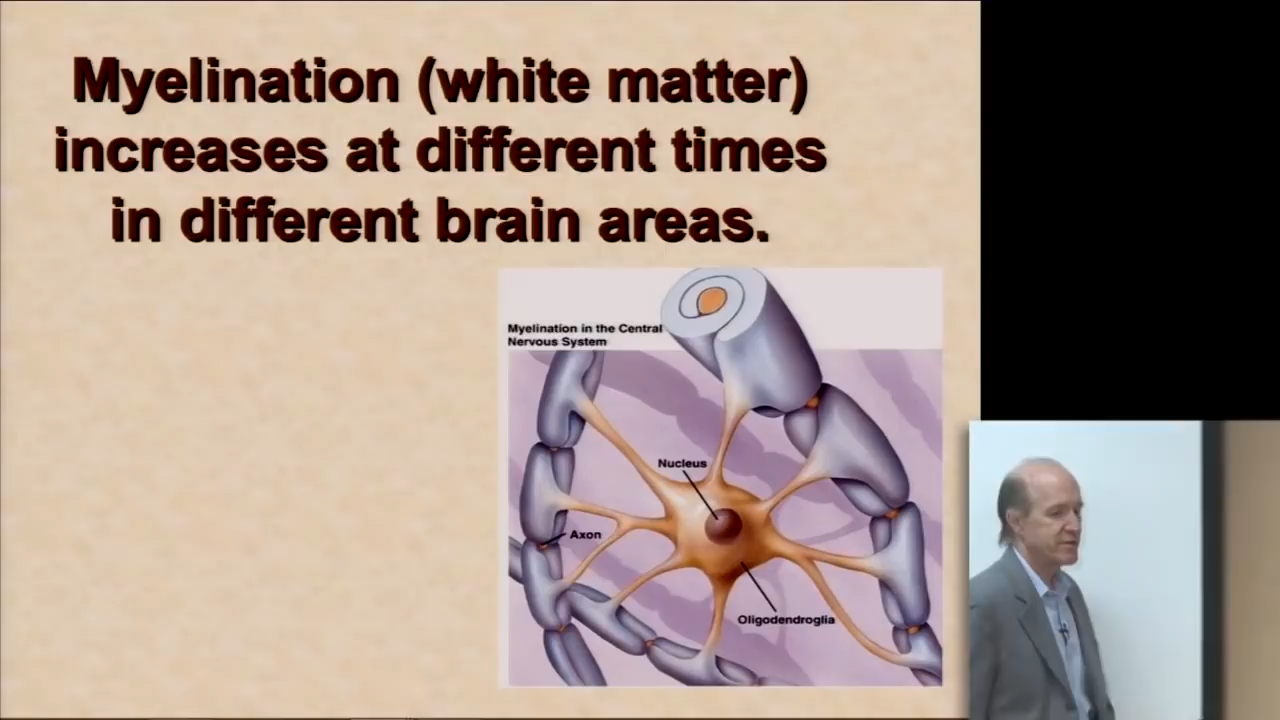 Myelination (white matter)
increases at different times
in different brain areas.
Myelination in the Central
Nervous System
Nucleus
Axon
Oligodendroglia